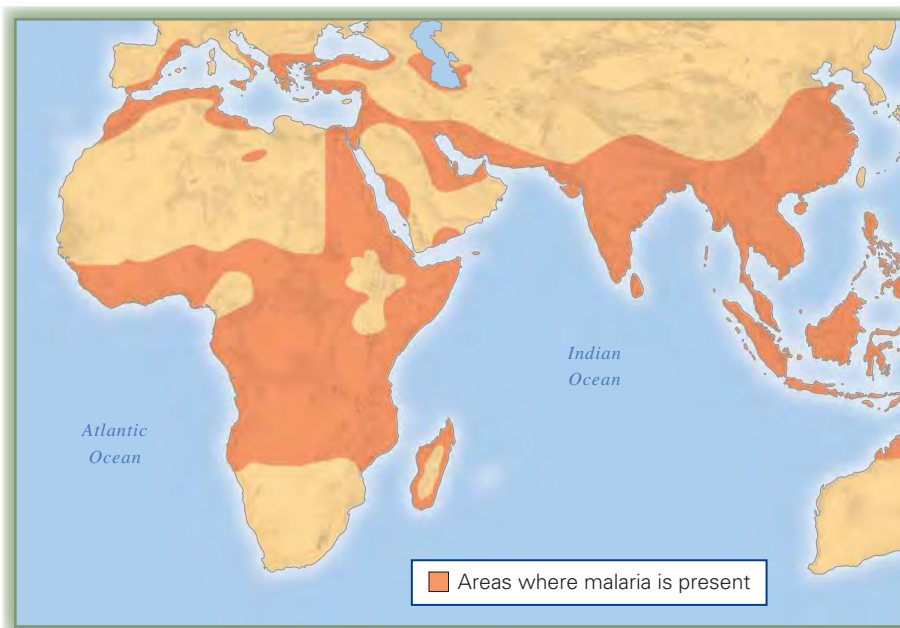 Indian
Ocean
Atlantic
Ocean
Areas where malaria is present